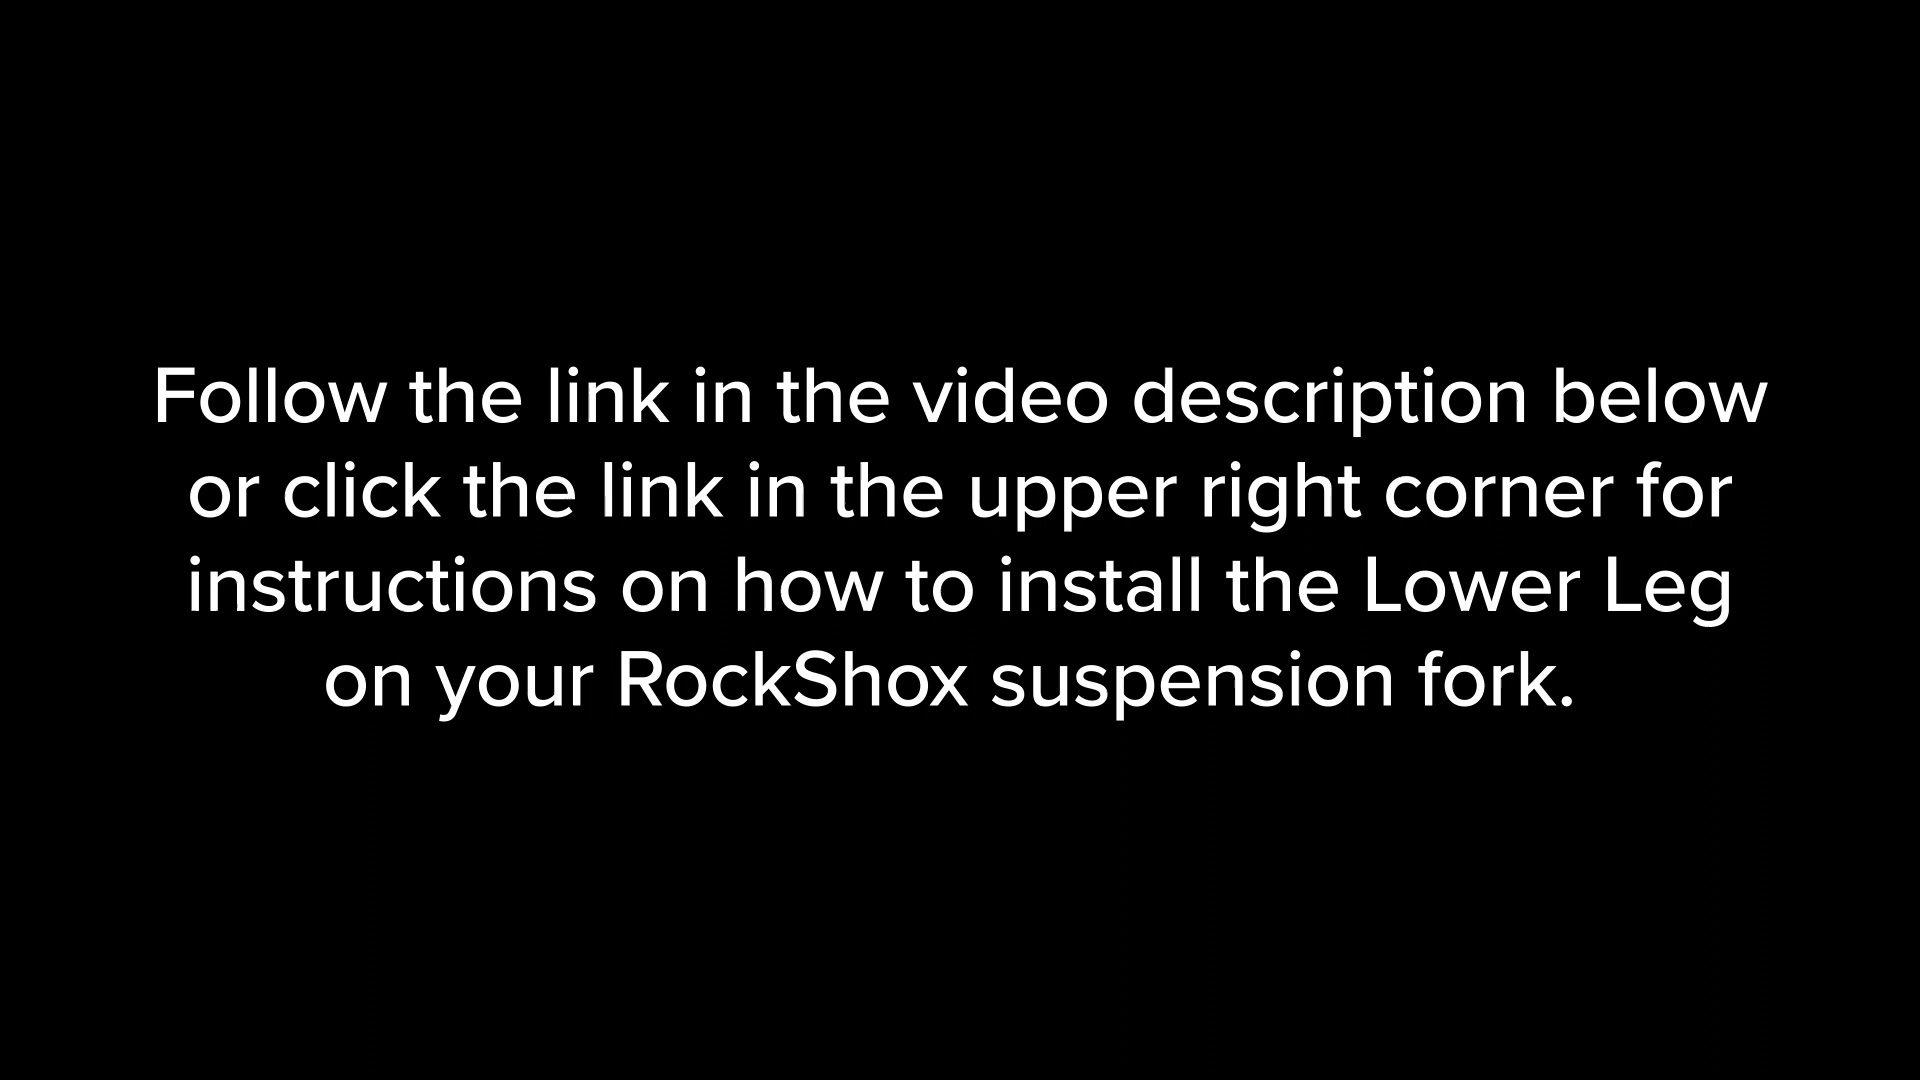 Follow the link in the video description below
or click the link in the upper right corner for
instructions on how to install the Lower Leg
on your RockShox suspension fork.